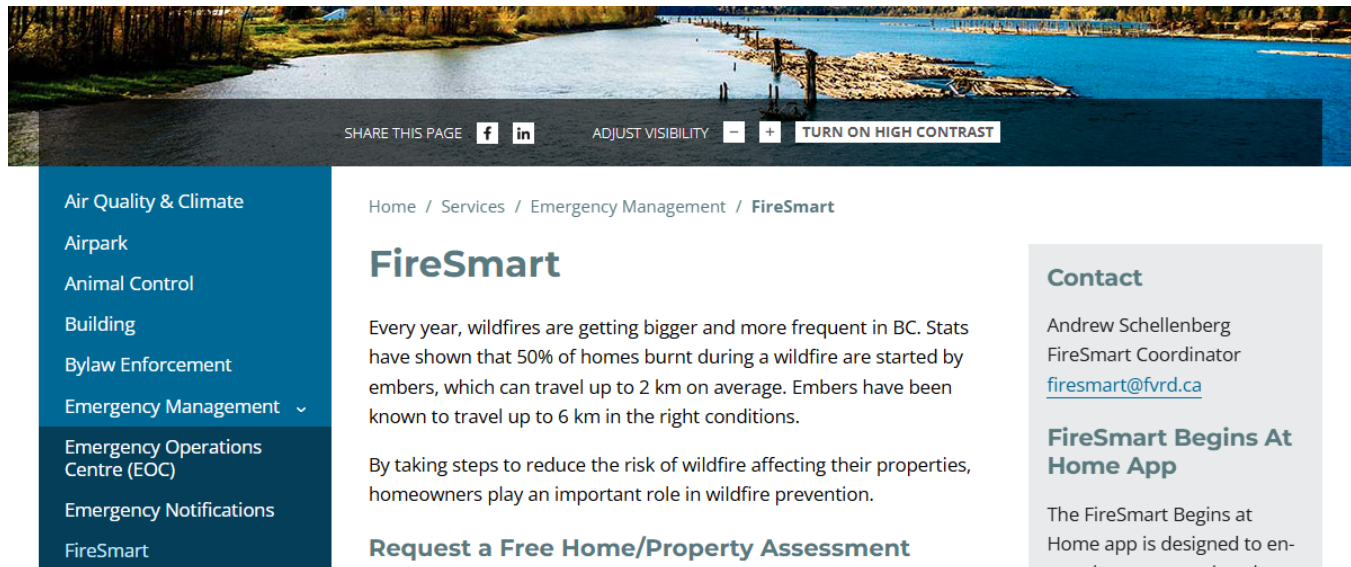 SHARE THIS PAGE f in ADJUST VISIBILITY - + TURN ON HIGH CONTRAST
Air Quality & Climate
Airpark
Animal Control
Building
Bylaw Enforcement
Emergency Management
Emergency Operations
Centre (EOC)
Emergency Notifications
FireSmart
Home / Services / Emergency Management / FireSmart
FireSmart
Every year, wildfires are getting bigger and more frequent in BC. Stats
have shown that 50% of homes burnt during a wildfire are started by
embers, which can travel up to 2 km on average. Embers have been
known to travel up to 6 km in the right conditions.
By taking steps to reduce the risk of wildfire affecting their properties,
homeowners play an important role in wildfire prevention.
Request a Free Home/Property Assessment
Contact
Andrew Schellenberg
FireSmart Coordinator
firesmart@fvrd.ca
FireSmart Begins At
Home App
The FireSmart Begins at
Home app is designed to en-